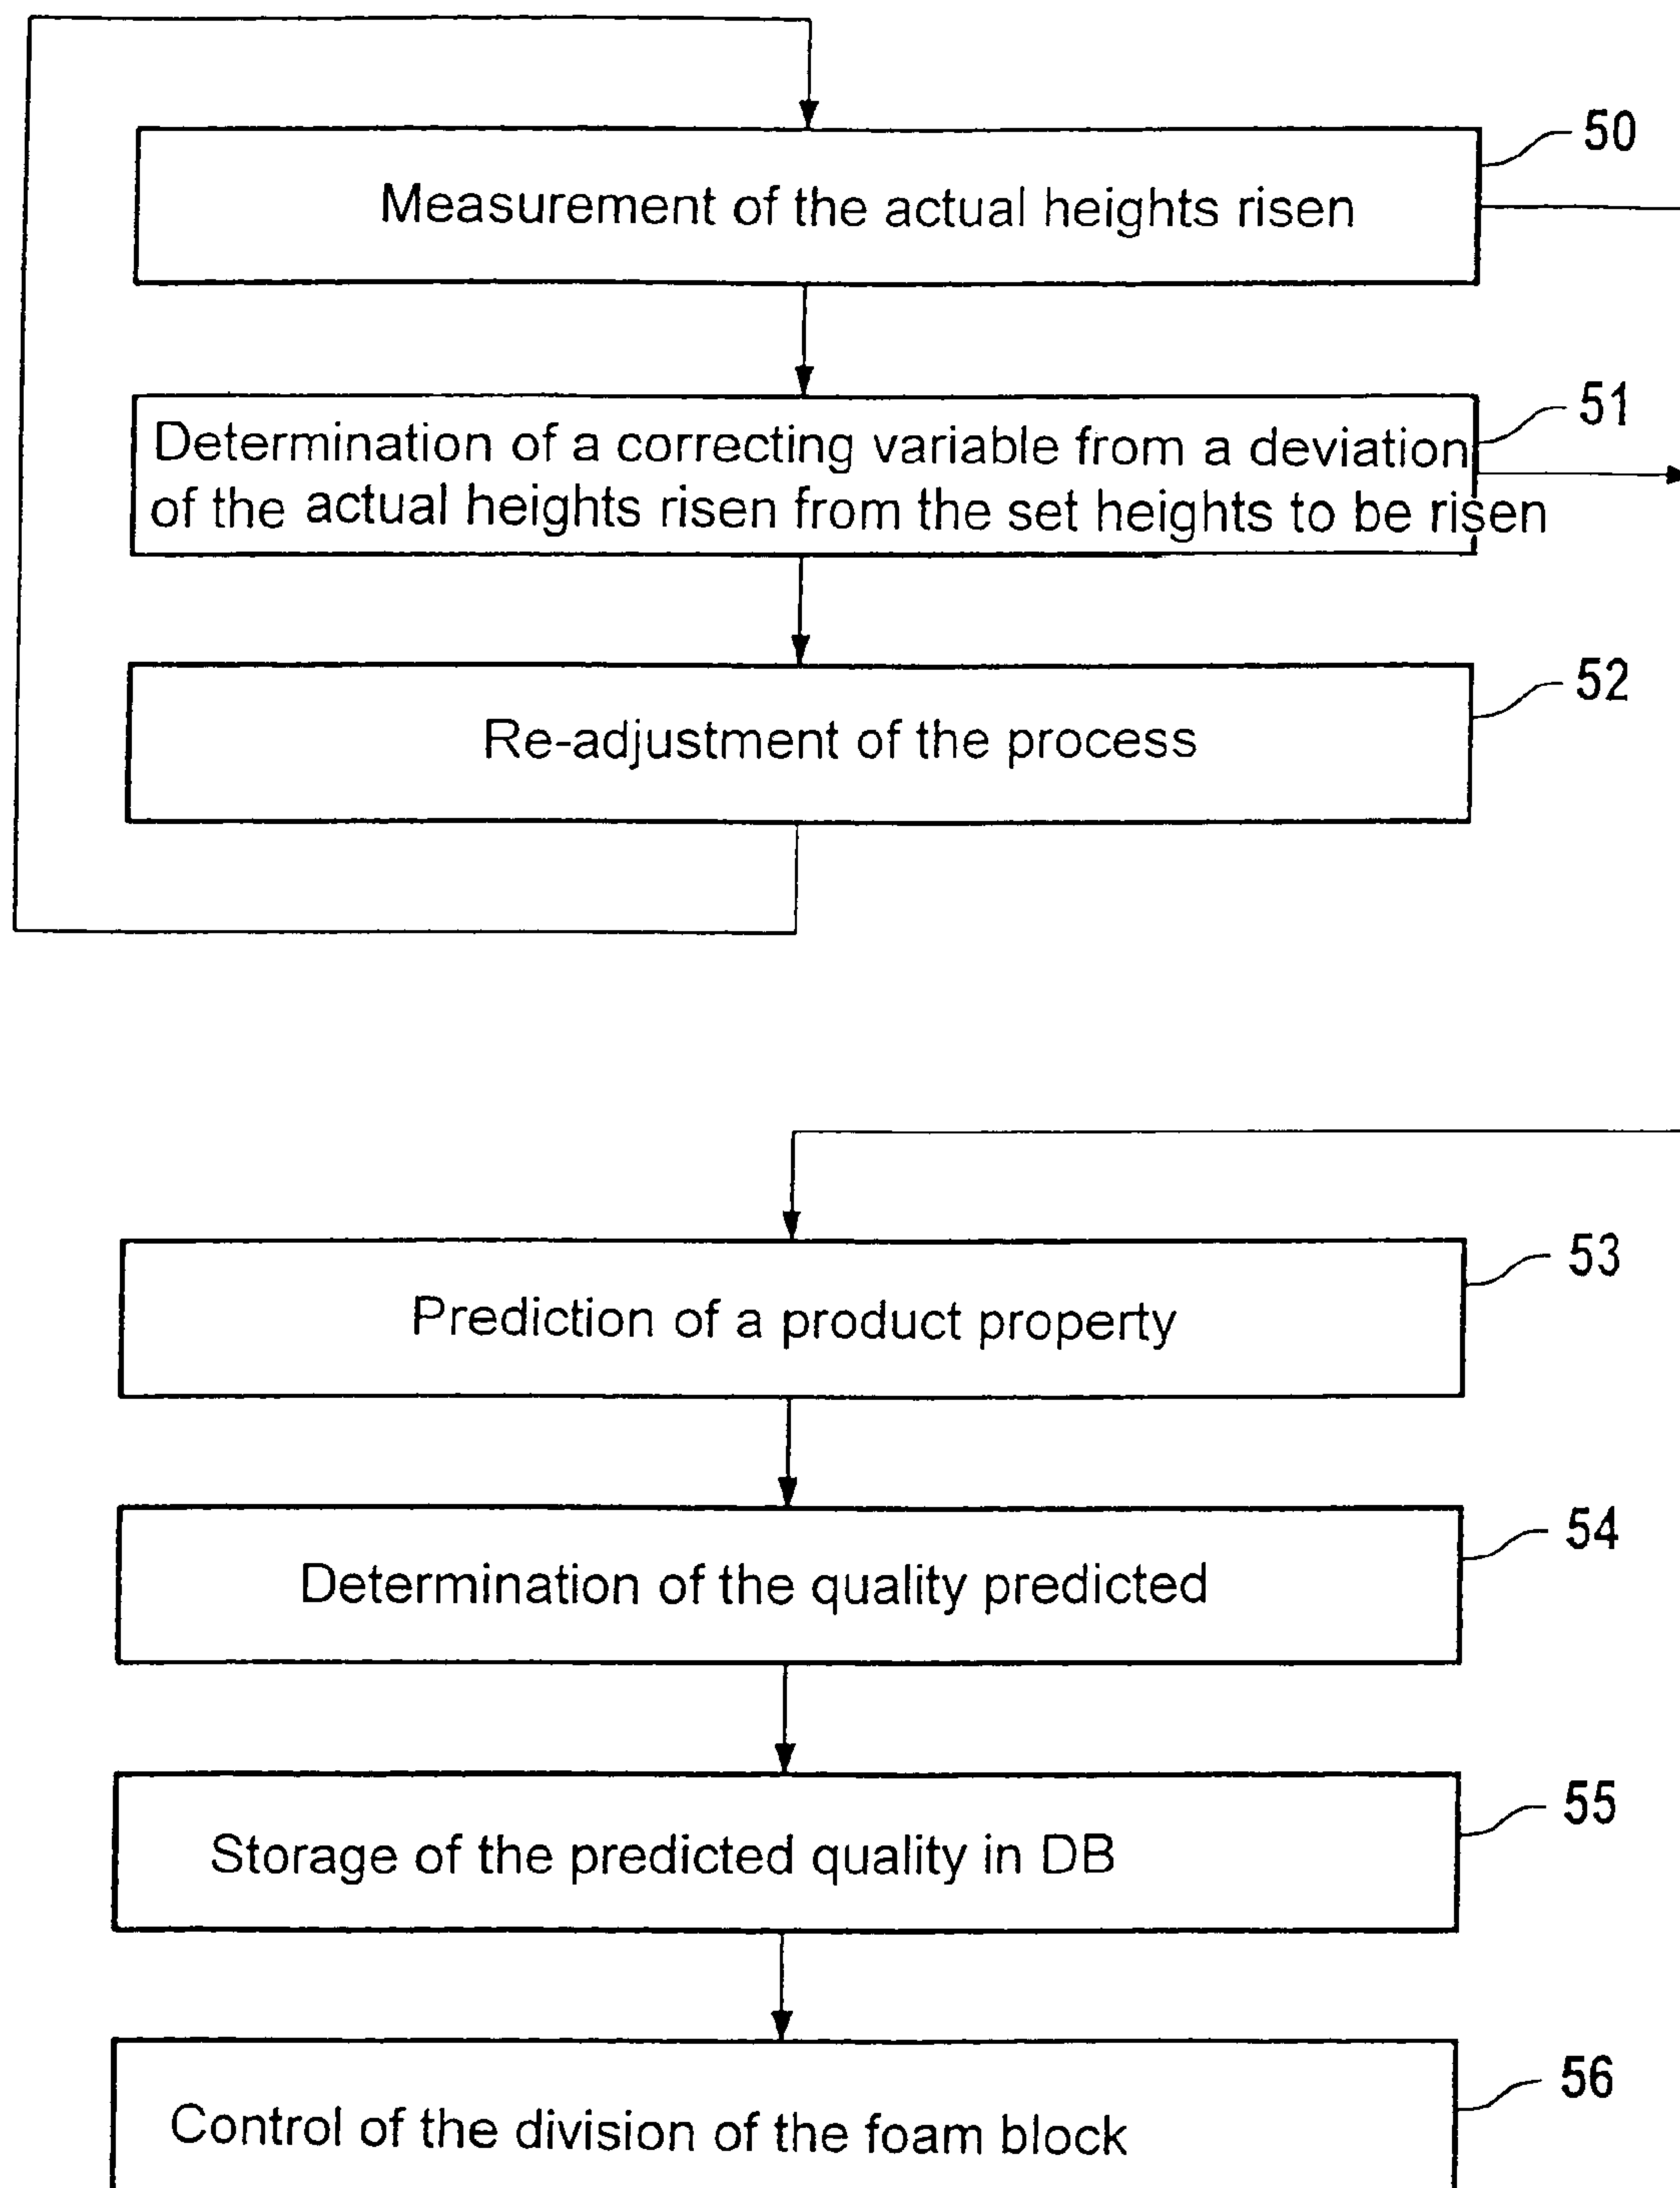 50
Measurement of the actual heights risen
51
Determination of a correcting variable from a deviation
of the actual heights risen from the set heights to be risen
52
Re-adjustment of the process
53
Prediction of a product property
54
Determination of the quality predicted
55
Storage of the predicted quality in DB
56
Control of the division of the foam block